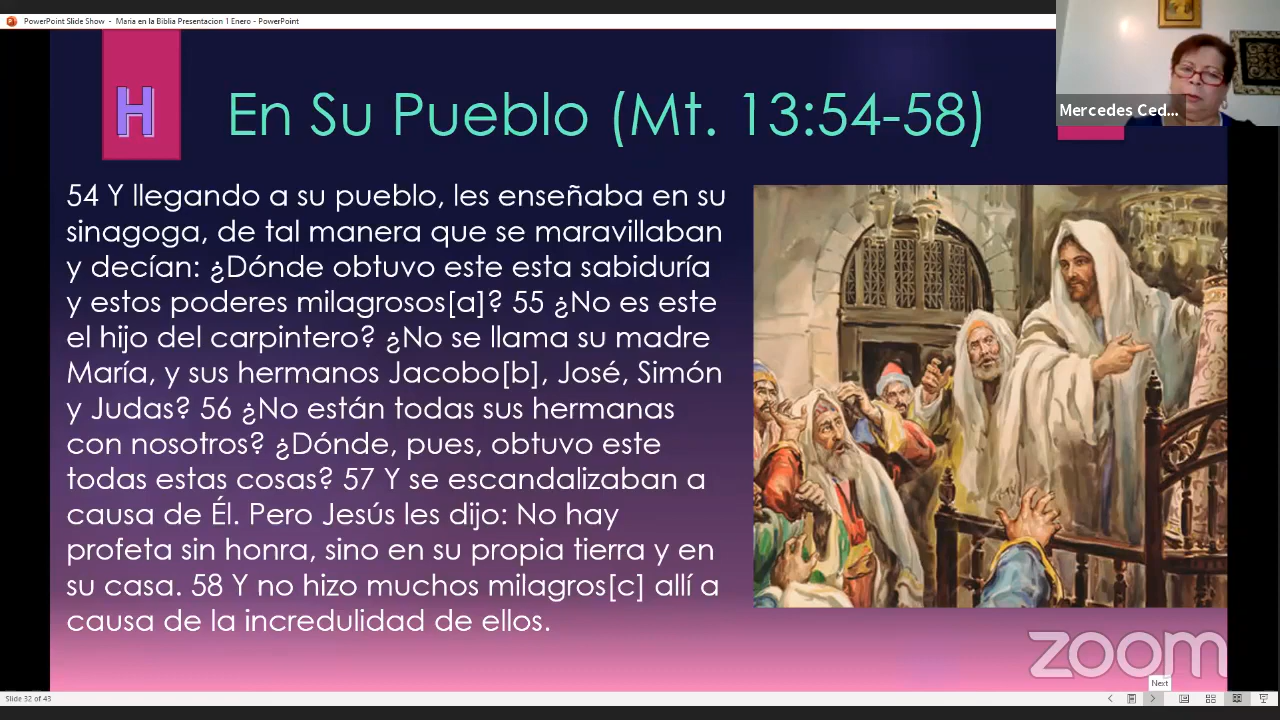 PowerPoint Slide Show - Maria en la Biblia Presentacion 1 Enero - PowerPoint
Mercedes Ced...
H
En Su Pueblo (Mt. 13:54-58)
54 Y llegando a su pueblo, les enseñaba en su
sinagoga, de tal manera que se maravillaban
y decían: ¿Dónde obtuvo este esta sabiduría
y estos poderes milagrosos[a]? 55 ¿No es este
el hijo del carpintero? ¿No se llama su madre
María, y sus hermanos Jacobo[b], José, Simón
y Judas? 56 ¿No están todas sus hermanas
con nosotros? ¿Dónde, pues, obtuvo este
todas estas cosas? 57 Y se escandalizaban a
causa de Él. Pero Jesús les dijo: No hay
profeta sin honra, sino en su propia tierra y en
su casa. 58 Y no hizo muchos milagros[c] allí a
causa de la incredulidad de ellos.
zoom
Next
Slide 32 of 43